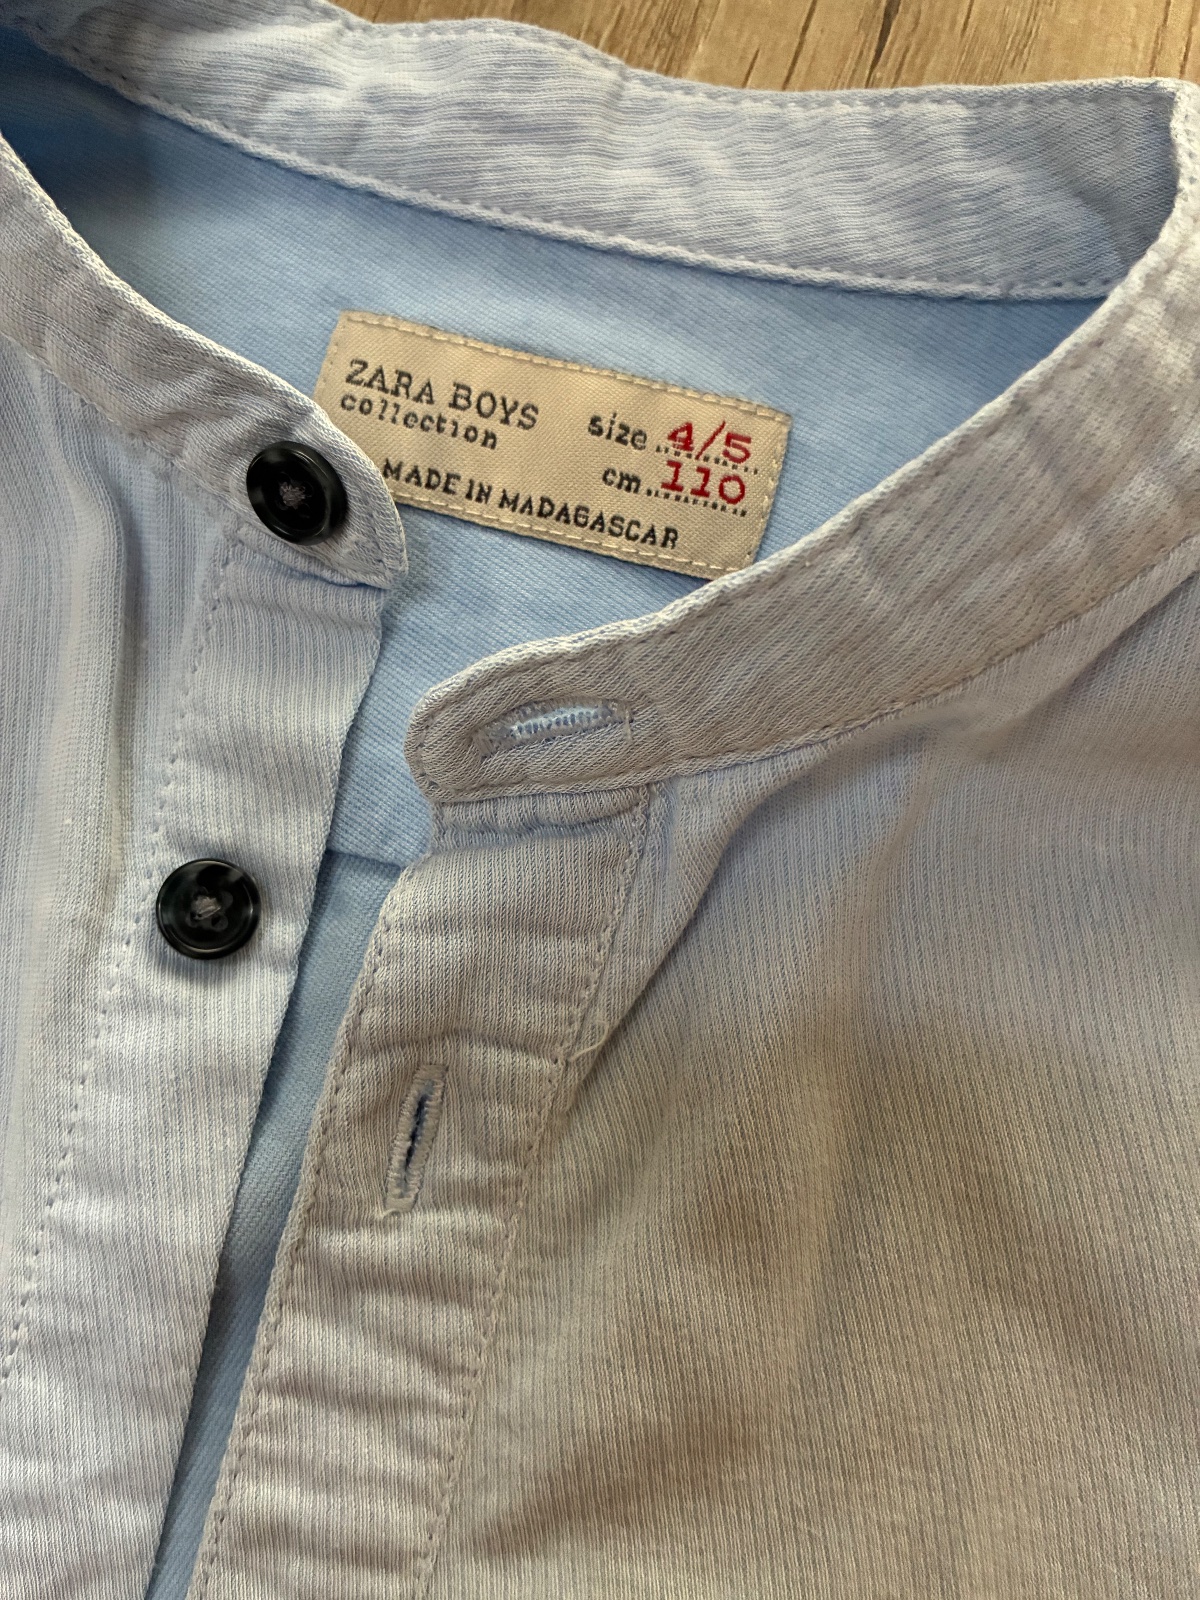 ZARA BOYS
collection
size 4/5
cm 110
MADE IN MADAGASCAR